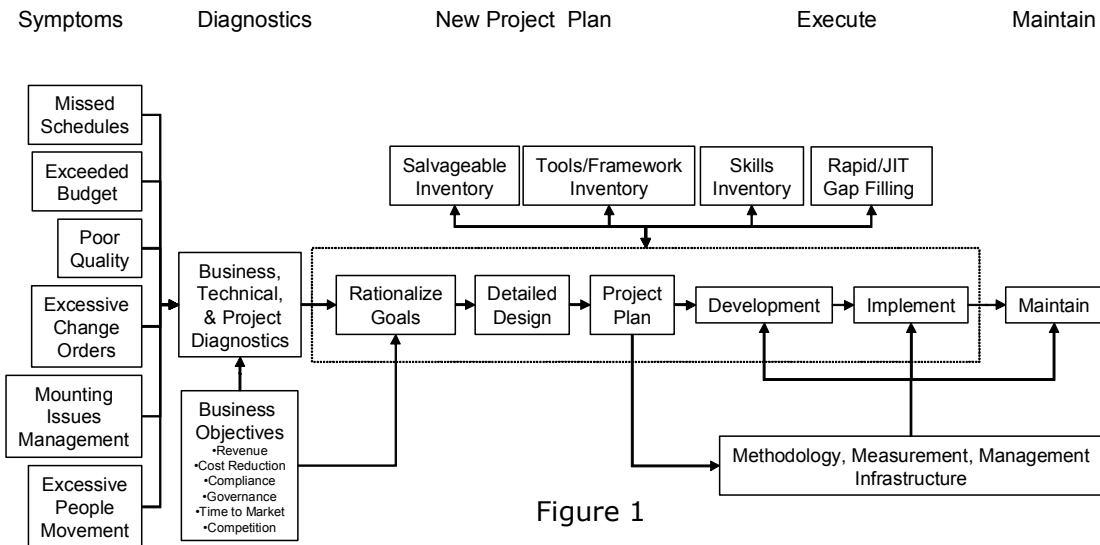 Symptoms
Diagnostics
New Project Plan
Execute
Maintain
Missed
Schedules
Exceeded
Budget
Poor
Quality
Excessive
Change
Orders
Mounting
Issues
Management
Excessive
People
Movement
Business,
Technical,
& Project
Diagnostics
Business
Objectives
•Revenue
•Cost Reduction
•Compliance
•Governance
•Time to Market
•Competition
Salvageable
Inventory
Tools/Framework
Inventory
Skills
Inventory
Rapid/JIT
Gap Filling
Rationalize
Goals
Detailed
Design
Project
Plan
Development
Implement
Maintain
Methodology, Measurement, Management
Infrastructure
Figure 1